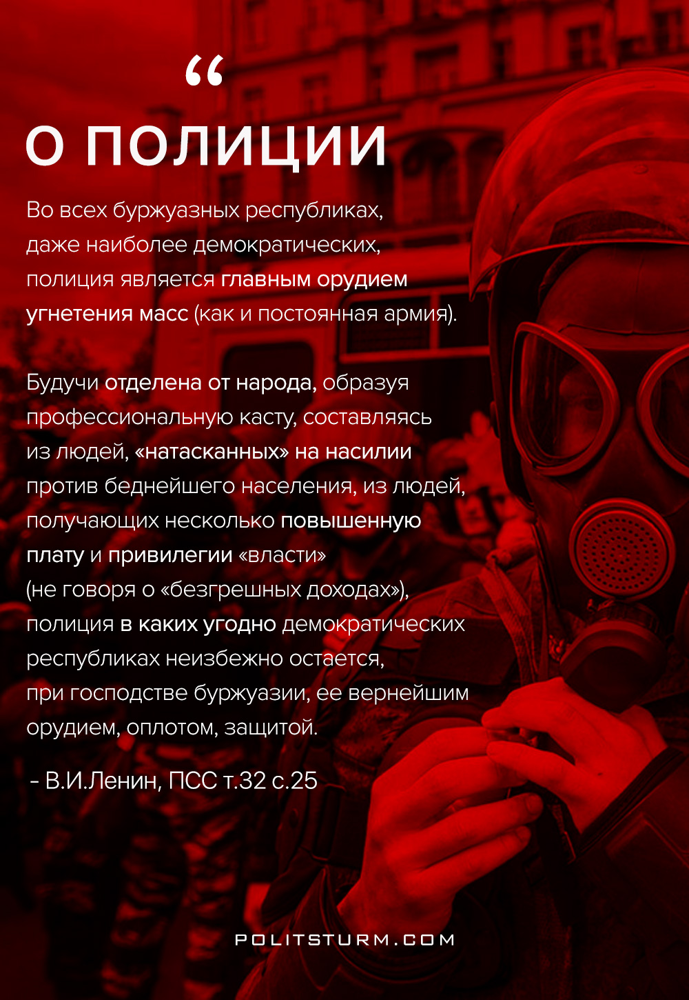 “
О ПОЛИЦИИ
Во всех буржуазных республиках,
даже наиболее демократических,
полиция является главным орудием
угнетения масс (как и постоянная армия).
Будучи отделена от народа, образуя
профессиональную касту, составляясь
из людей, «натасканных» на насилии
против беднейшего населения, из людей,
получающих несколько повышенную
плату и привилегии «власти»
(не говоря о «безгрешных доходах»),
полиция в каких угодно демократических
республиках неизбежно остается,
при господстве буржуазии, ее вернейшим
орудием, оплотом, защитой.
- В.И.Ленин, ПСС т.32 с.25
POLITSTURM.COM